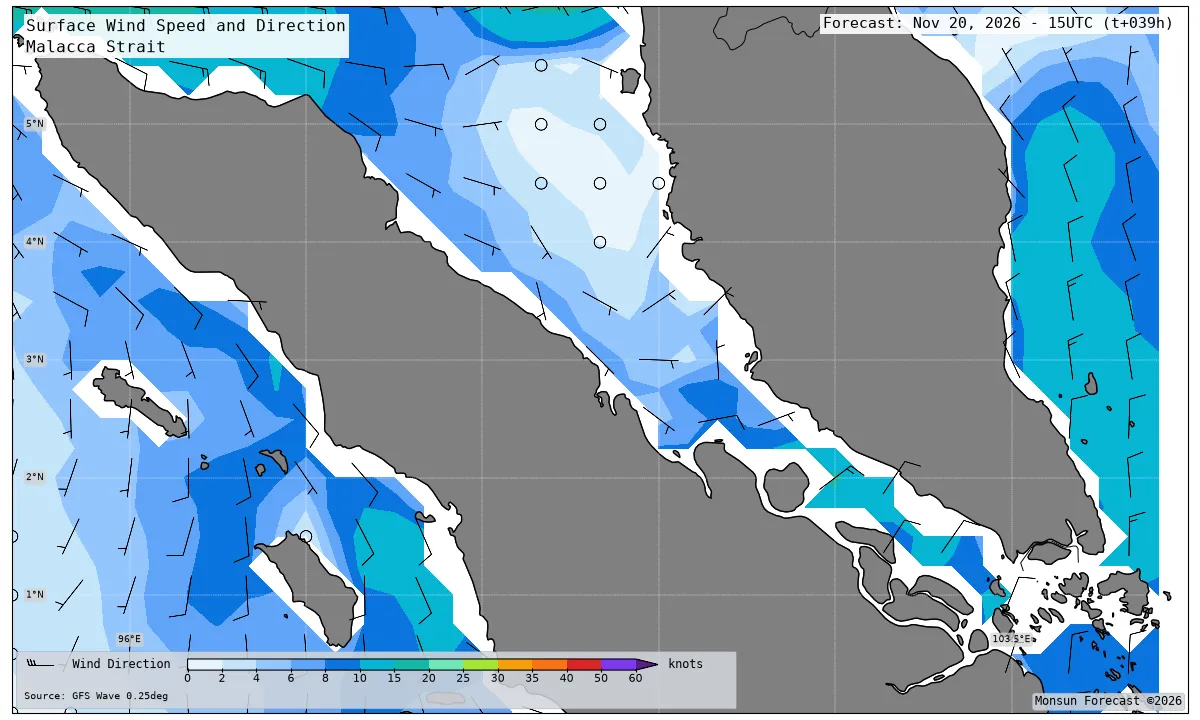 Surface Wind Speed and Direction
Malacca Strait
Forecast: Nov 20, 2026 - 15UTC (t+039h)
5°N
4°N
3°N
2°N
1°N
96°E
103.5°E
Wind Direction
knots
0 2 4 6 8 10 12 15 20 25 30 35 40 50 60
Source: GFS Wave 0.25deg
Monsun Forecast ©2026